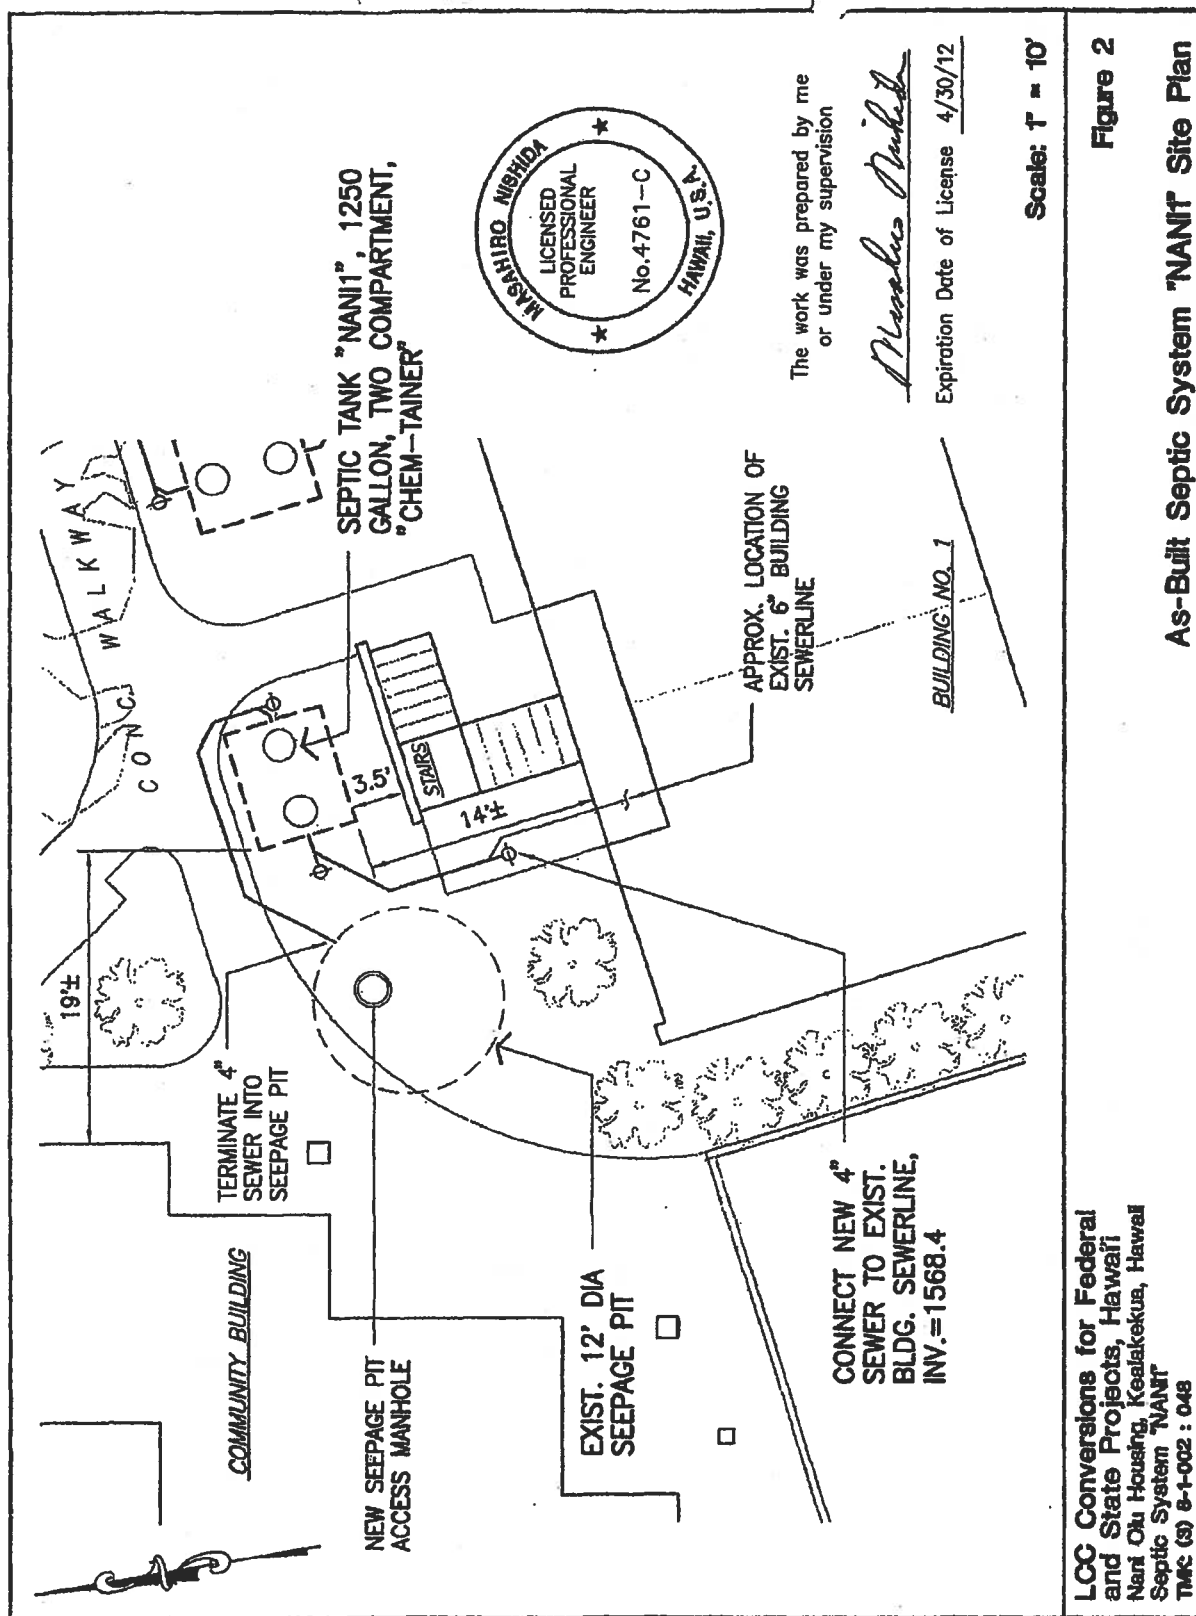 CONC. WALKWAY
19'±
TERMINATE 4"
SEWER INTO
SEEPAGE PIT
COMMUNITY BUILDING
NEW SEEPAGE PIT
ACCESS MANHOLE
EXIST. 12' DIA
SEEPAGE PIT
CONNECT NEW 4"
SEWER TO EXIST.
BLDG. SEWERLINE,
INV.=1568.4
3.5'
STAIRS
14'±
SEPTIC TANK "NANI1", 1250
GALLON, TWO COMPARTMENT,
"CHEM-TAINER"
APPROX. LOCATION OF
EXIST. 6" BUILDING
SEWERLINE
BUILDING NO. 1
MASAHIRO NISHIDA
LICENSED
PROFESSIONAL
ENGINEER
No.4761-C
HAWAII, U.S.A.
The work was prepared by me
or under my supervision
Masahiro Nishida
Expiration Date of License 4/30/12
Scale: 1" = 10'
LCC Conversions for Federal
and State Projects, Hawai'i
Nani Olu Housing, Kealakekua, Hawaii
Septic System "NANI1"
TMK: (3) 8-1-002 : 048
Figure 2
As-Built Septic System "NANI1" Site Plan